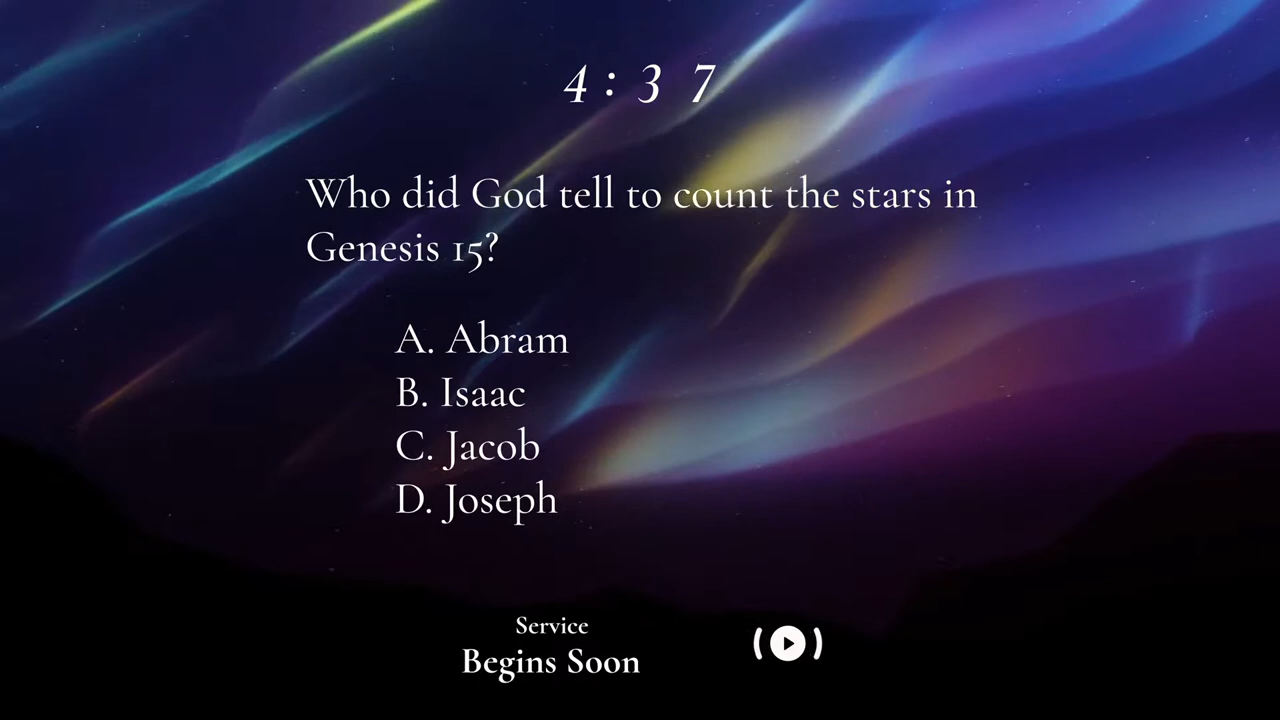 4:37
Who did God tell to count the stars in
Genesis 15?
A. Abram
B. Isaac
C. Jacob
D. Joseph
Service
Begins Soon